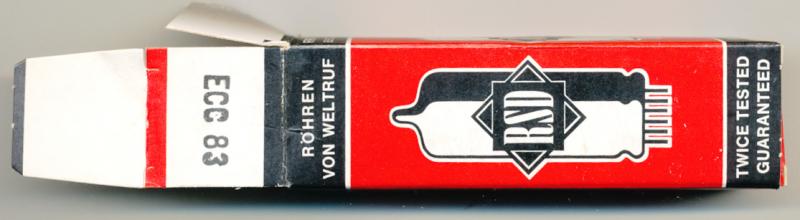 ECC 83
RÖHREN
VON WELTRUF
RSD
TWICE TESTED
GUARANTEED